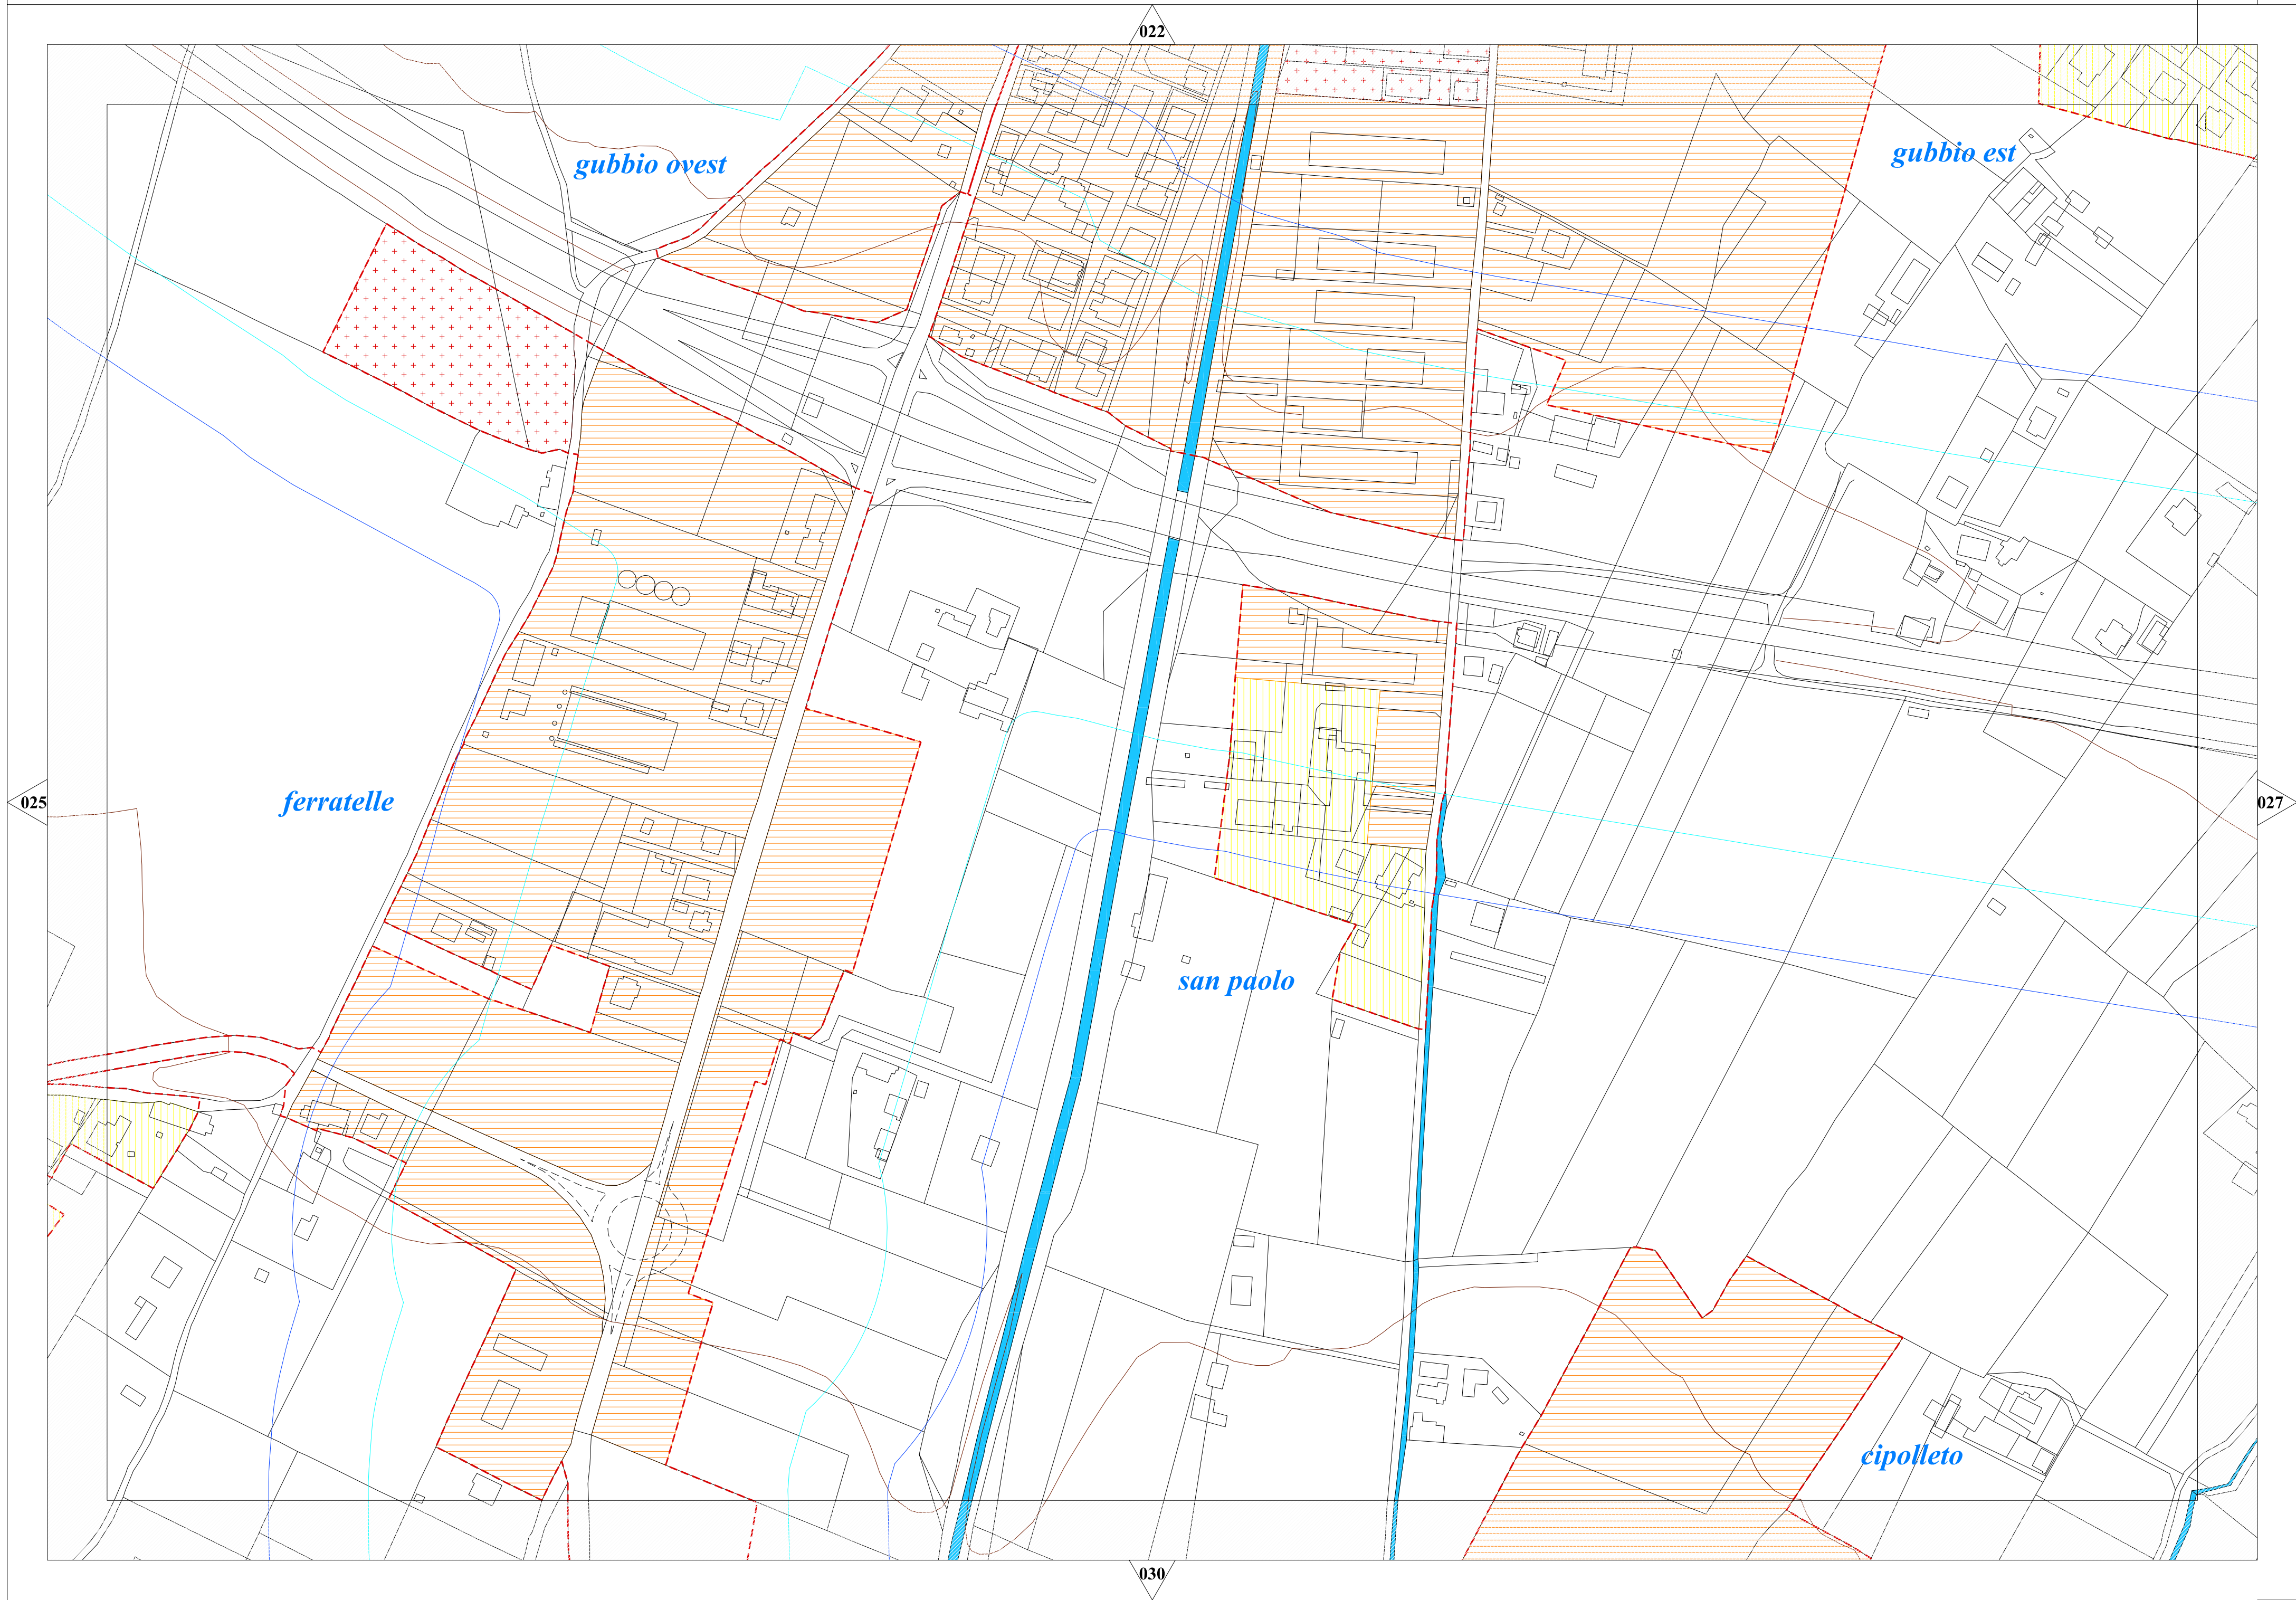 022
gubbio ovest
gubbio est
025
ferratelle
027
san paolo
cipolleto
030